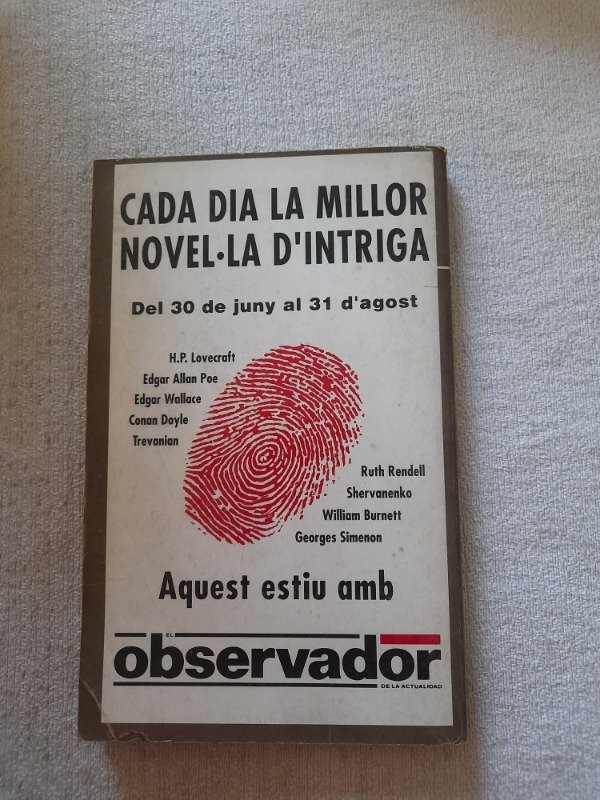 CADA DIA LA MILLOR
NOVEL·LA D'INTRIGA
Del 30 de juny al 31 d'agost
H.P. Lovecraft
Edgar Allan Poe
Edgar Wallace
Conan Doyle
Trevanian
Ruth Rendell
Shervanenko
William Burnett
Georges Simenon
Aquest estiu amb
EL
observador
DE LA ACTUALIDAD